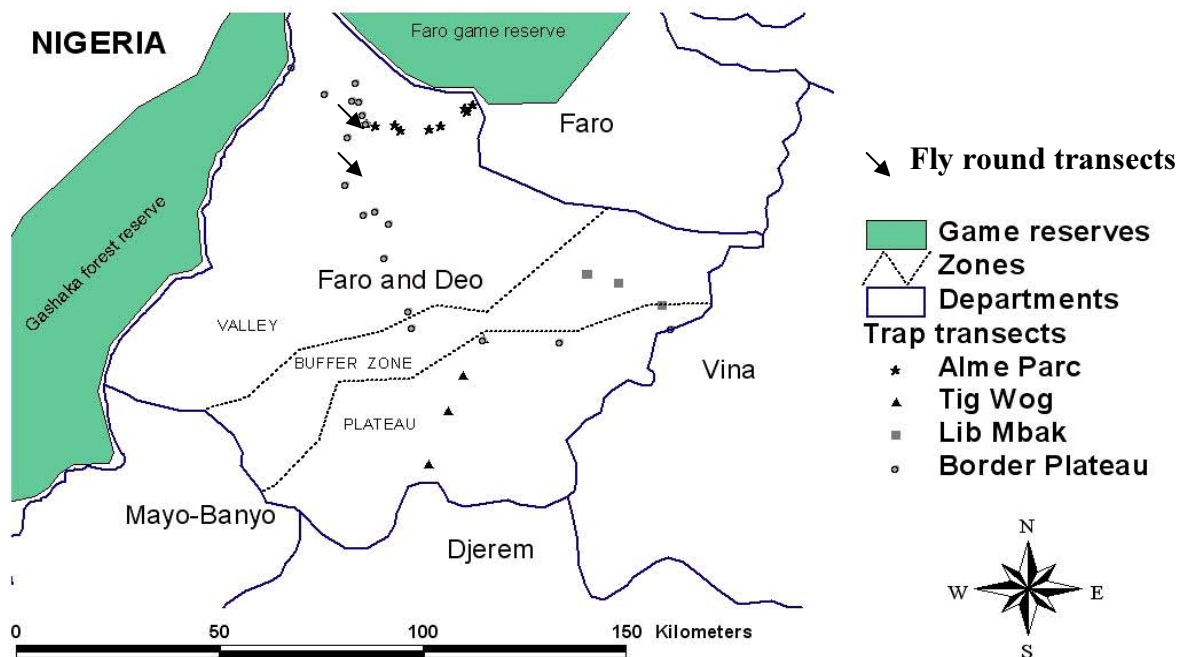 NIGERIA
Faro game reserve
Faro
Gashaka forest reserve
Faro and Deo
VALLEY
BUFFER ZONE
PLATEAU
Vina
Mayo-Banyo
Djerem
Fly round transects
Game reserves
Zones
Departments
Trap transects
Alme Parc
Tig Wog
Lib Mbak
Border Plateau
N
W E
S
0 50 100 150 Kilometers